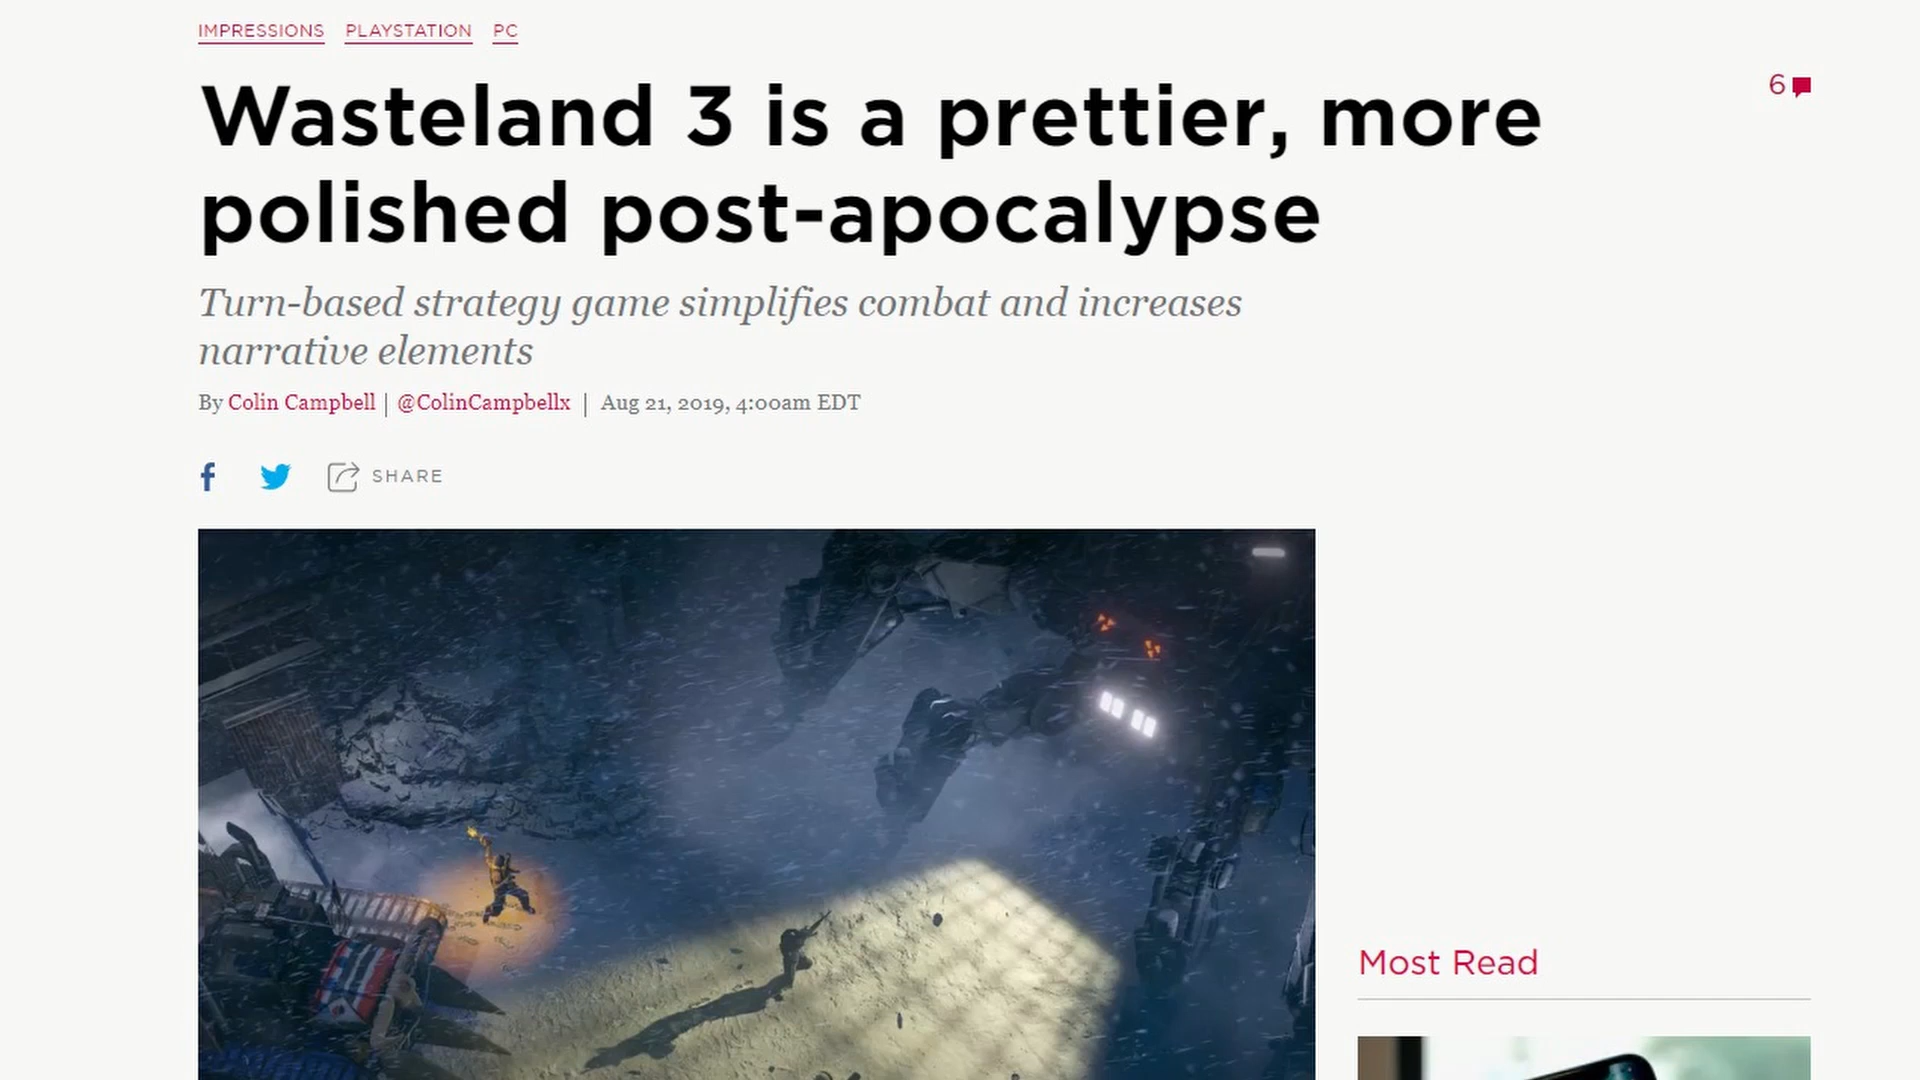 IMPRESSIONS PLAYSTATION PC
6
Wasteland 3 is a prettier, more
polished post-apocalypse
Turn-based strategy game simplifies combat and increases
narrative elements
By Colin Campbell | @ColinCampbellx | Aug 21, 2019, 4:00am EDT
SHARE
Most Read